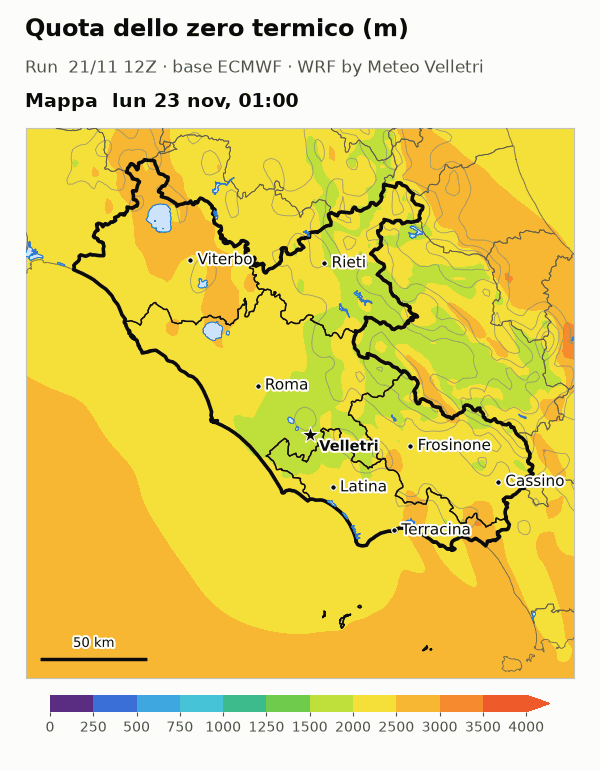 Quota dello zero termico (m)
Run 21/11 12Z · base ECMWF · WRF by Meteo Velletri
Mappa lun 23 nov, 01:00
Viterbo
Rieti
Roma
Velletri
Frosinone
Latina
Cassino
Terracina
50 km
0 250 500 750 1000 1250 1500 2000 2500 3000 3500 4000